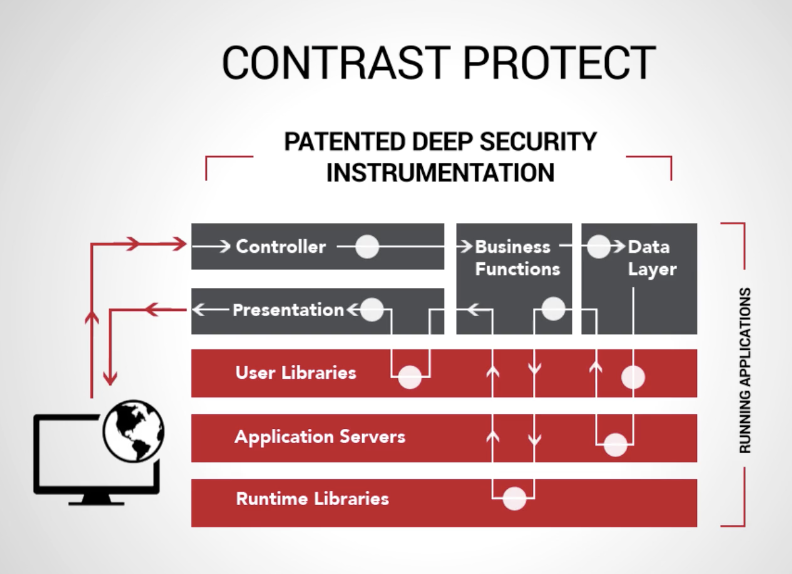 CONTRAST PROTECT
PATENTED DEEP SECURITY
INSTRUMENTATION
Controller
Business
Functions
Data
Layer
Presentation
User Libraries
Application Servers
Runtime Libraries
RUNNING APPLICATIONS